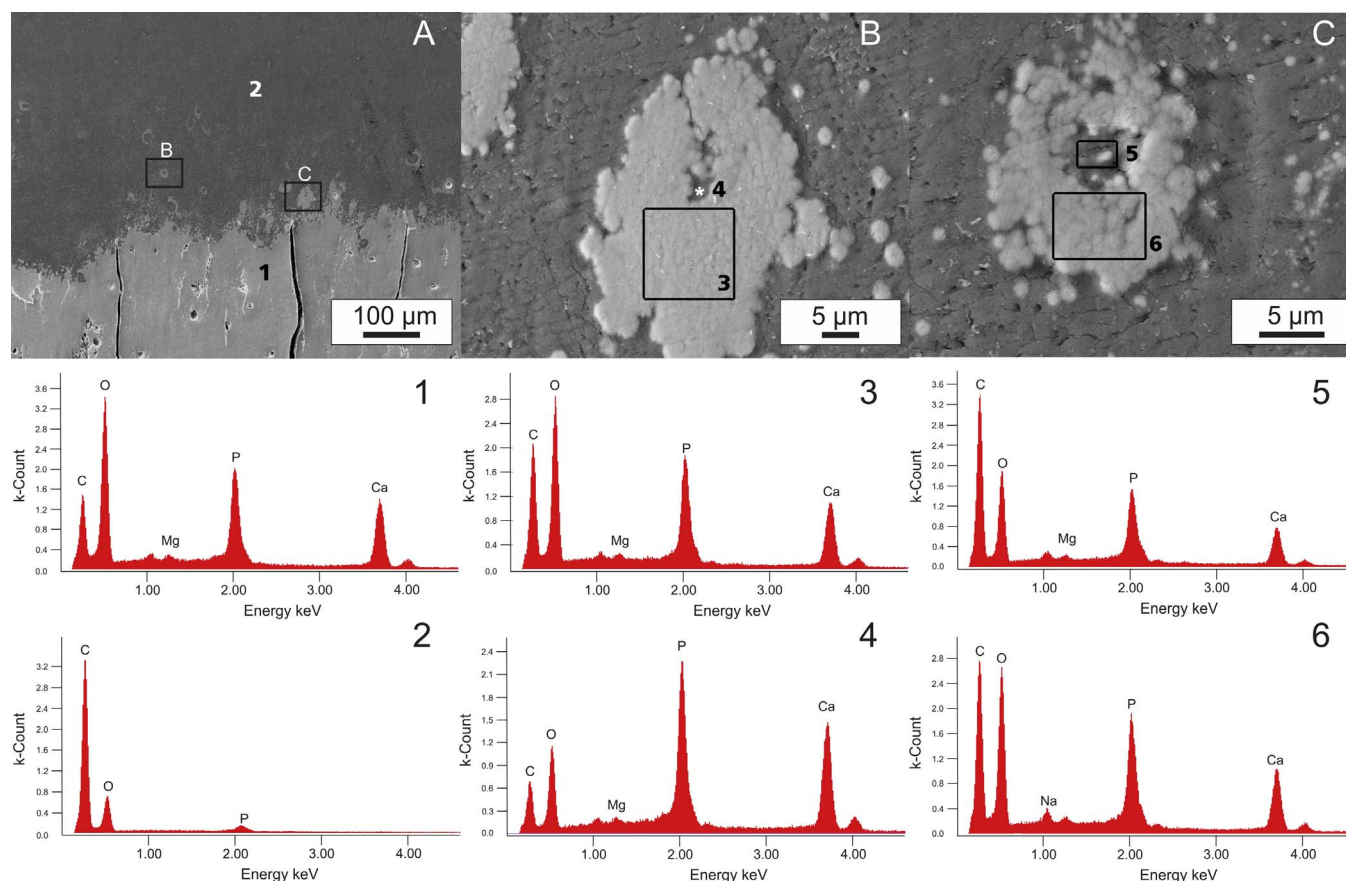 A
2
B
C
1
100 µm
B
* 4
3
5 µm
C
5
6
5 µm
1
k-Count
3.6
3.2
2.8
2.4
2.0
1.6
1.2
0.8
0.4
0.0
C
O
Mg
P
Ca
1.00 2.00 3.00 4.00
Energy keV
3
k-Count
2.8
2.4
2.0
1.6
1.2
0.8
0.4
0.0
C
O
Mg
P
Ca
1.00 2.00 3.00 4.00
Energy keV
5
k-Count
3.6
3.2
2.8
2.4
2.0
1.6
1.2
0.8
0.4
0.0
C
O
Mg
P
Ca
1.00 2.00 3.00 4.00
Energy keV
2
k-Count
3.2
2.8
2.4
2.0
1.6
1.2
0.8
0.4
0.0
C
O
P
1.00 2.00 3.00 4.00
Energy keV
4
k-Count
2.4
2.1
1.8
1.5
1.2
0.9
0.6
0.3
0.0
C
O
Mg
P
Ca
1.00 2.00 3.00 4.00
Energy keV
6
k-Count
2.8
2.4
2.0
1.6
1.2
0.8
0.4
0.0
C
O
Na
P
Ca
1.00 2.00 3.00 4.00
Energy keV